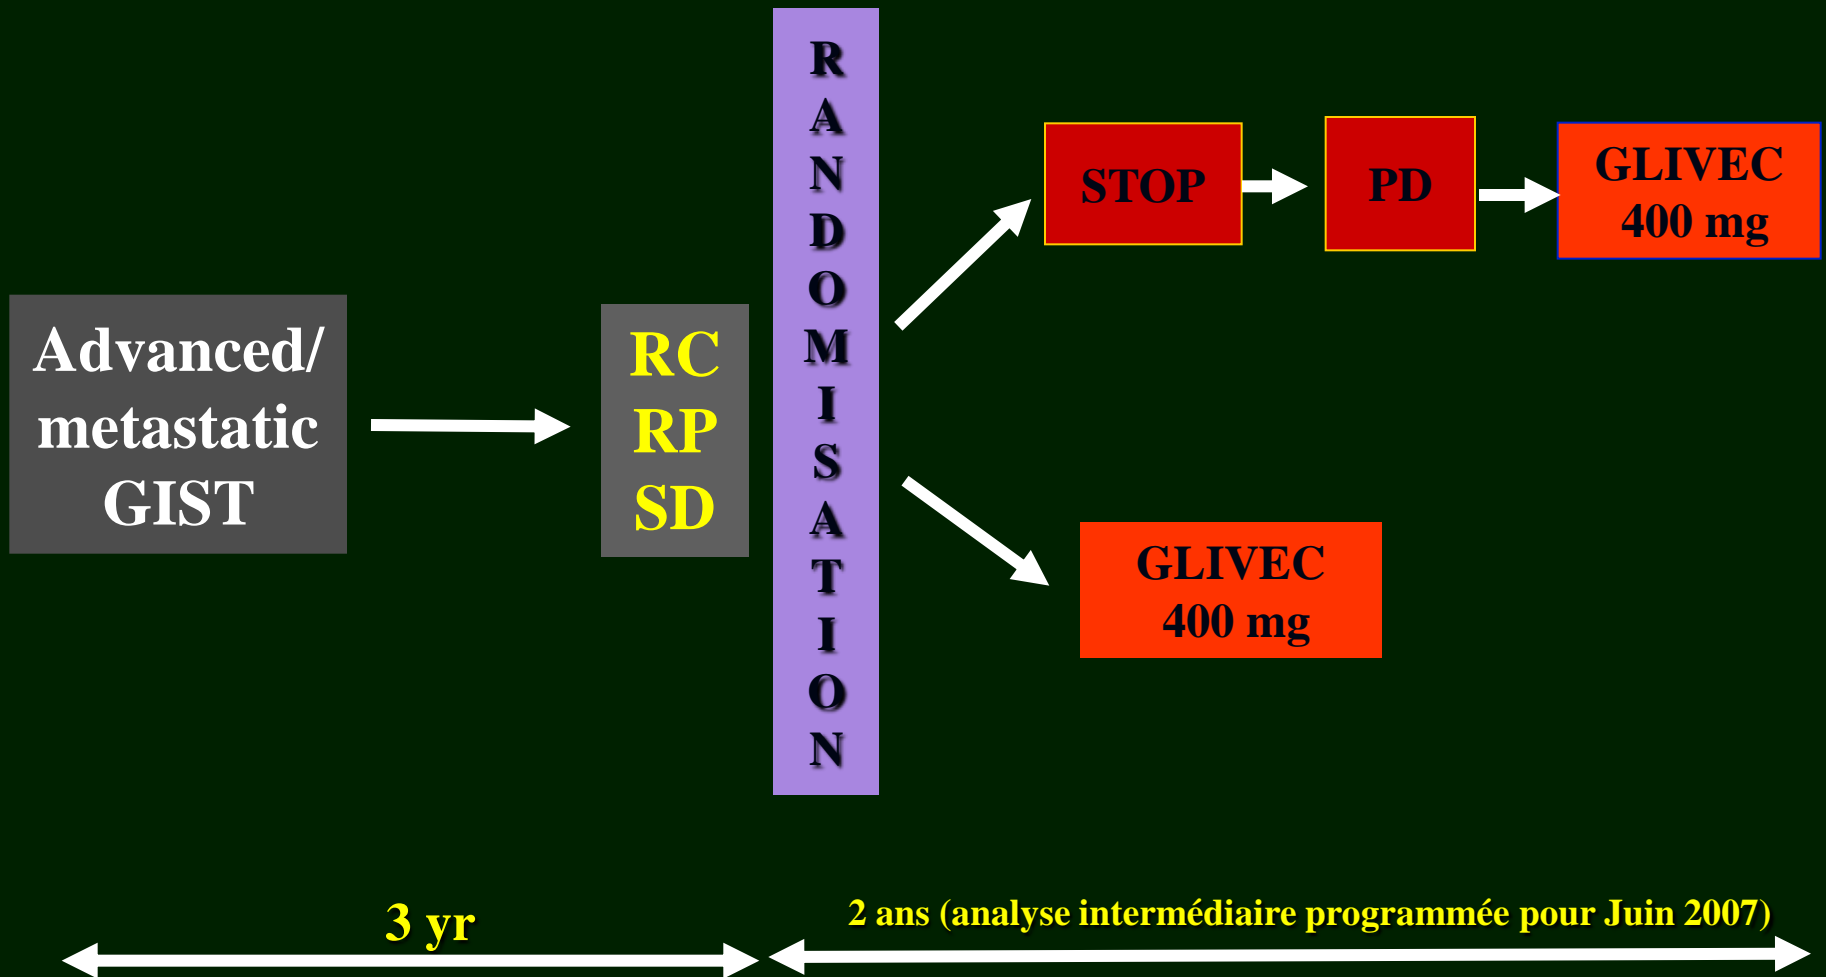 Advanced/
metastatic
GIST
RC
RP
SD
R
A
N
D
O
M
I
S
A
T
I
O
N
STOP
PD
GLIVEC
400 mg
GLIVEC
400 mg
3 yr
2 ans (analyse intermédiaire programmée pour Juin 2007)